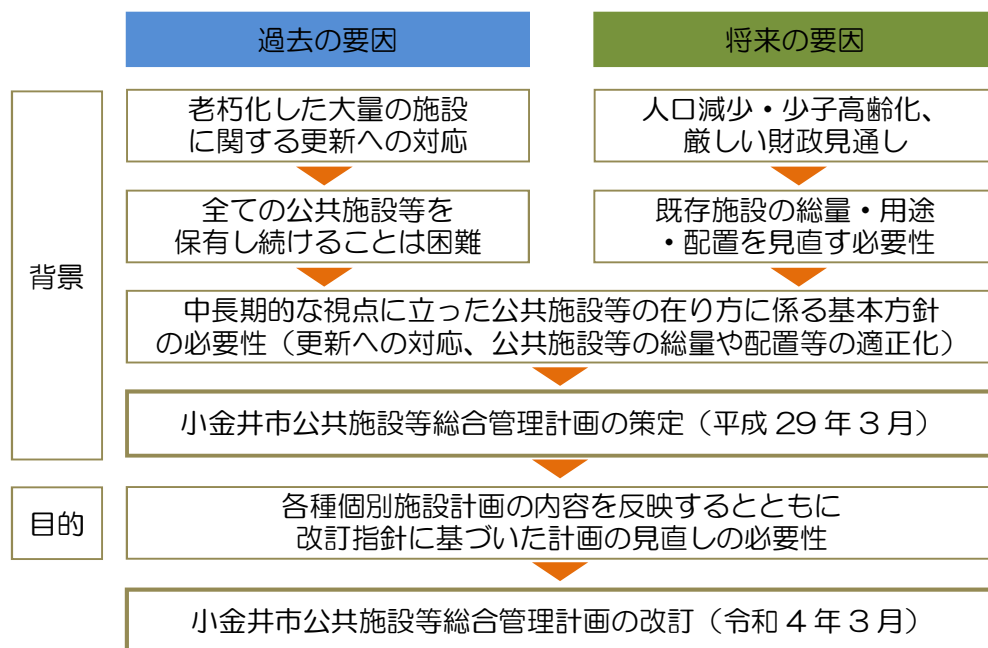 過去の要因
将来の要因
背景
老朽化した大量の施設
に関する更新への対応
人口減少・少子高齢化、
厳しい財政見通し
全ての公共施設等を
保有し続けることは困難
既存施設の総量・用途
・配置を見直す必要性
中長期的な視点に立った公共施設等の在り方に係る基本方針
の必要性（更新への対応、公共施設等の総量や配置等の適正化）
小金井市公共施設等総合管理計画の策定（平成 29 年 3 月）
目的
各種個別施設計画の内容を反映するとともに
改訂指針に基づいた計画の見直しの必要性
小金井市公共施設等総合管理計画の改訂（令和 4 年 3 月）